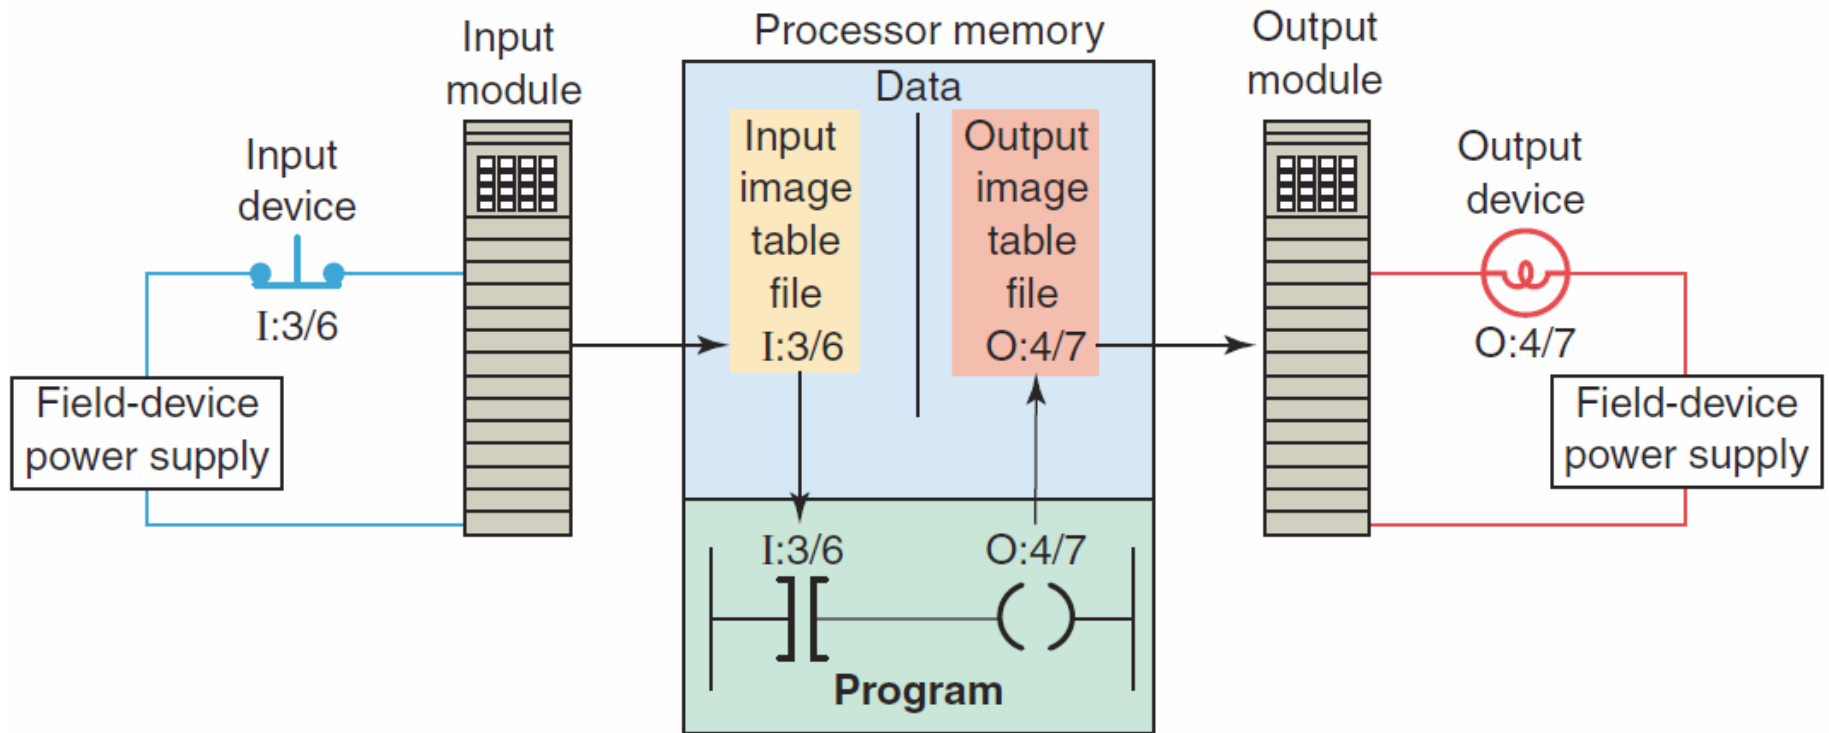 Input
module
Input
device
I:3/6
Field-device
power supply
Processor memory
Data
Input
image
table
file
I:3/6
Output
image
table
file
O:4/7
I:3/6
O:4/7
Program
Output
module
Output
device
O:4/7
Field-device
power supply